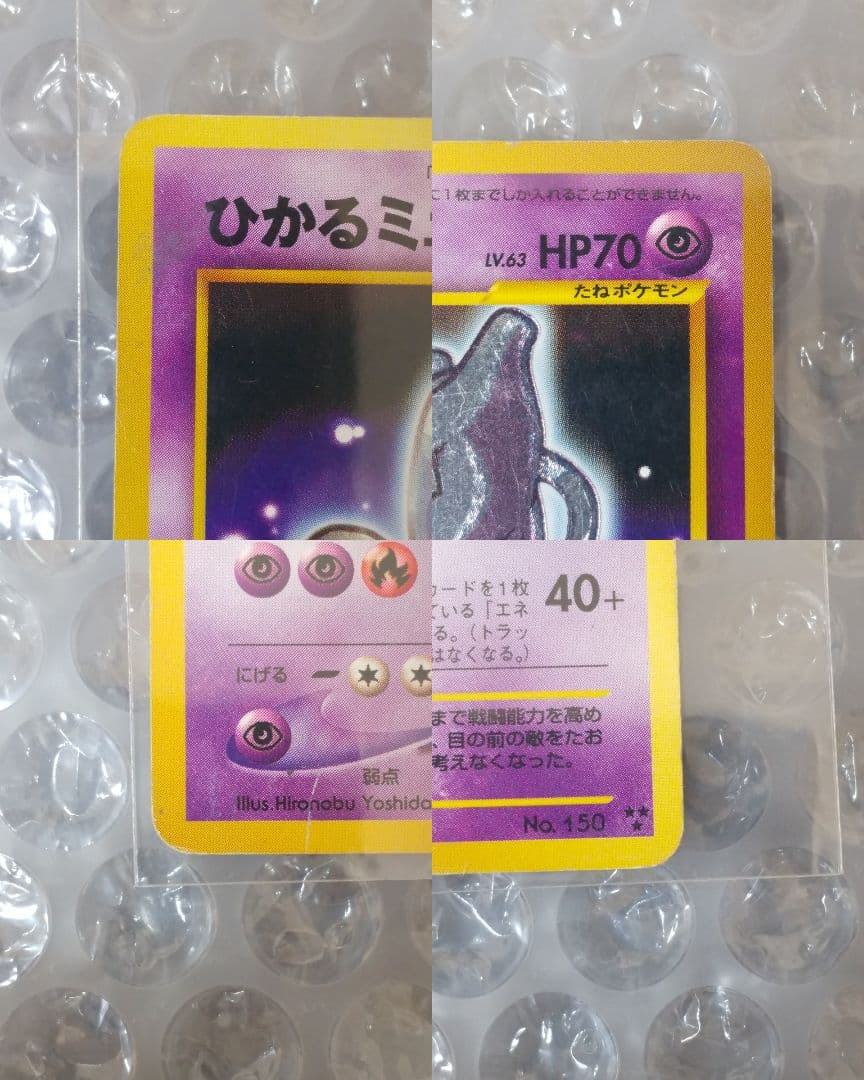 ひかるミュ
「
に1枚までしか入れることができません。
LV.63 HP70
たねポケモン
にげる
弱点
Illus. Hironobu Yoshida
カードを1枚
ている「エネ
る。（トラッ
はなくなる。）
40+
まで戦闘能力を高め
、目の前の敵をたお
考えなくなった。
No. 150 ★★★